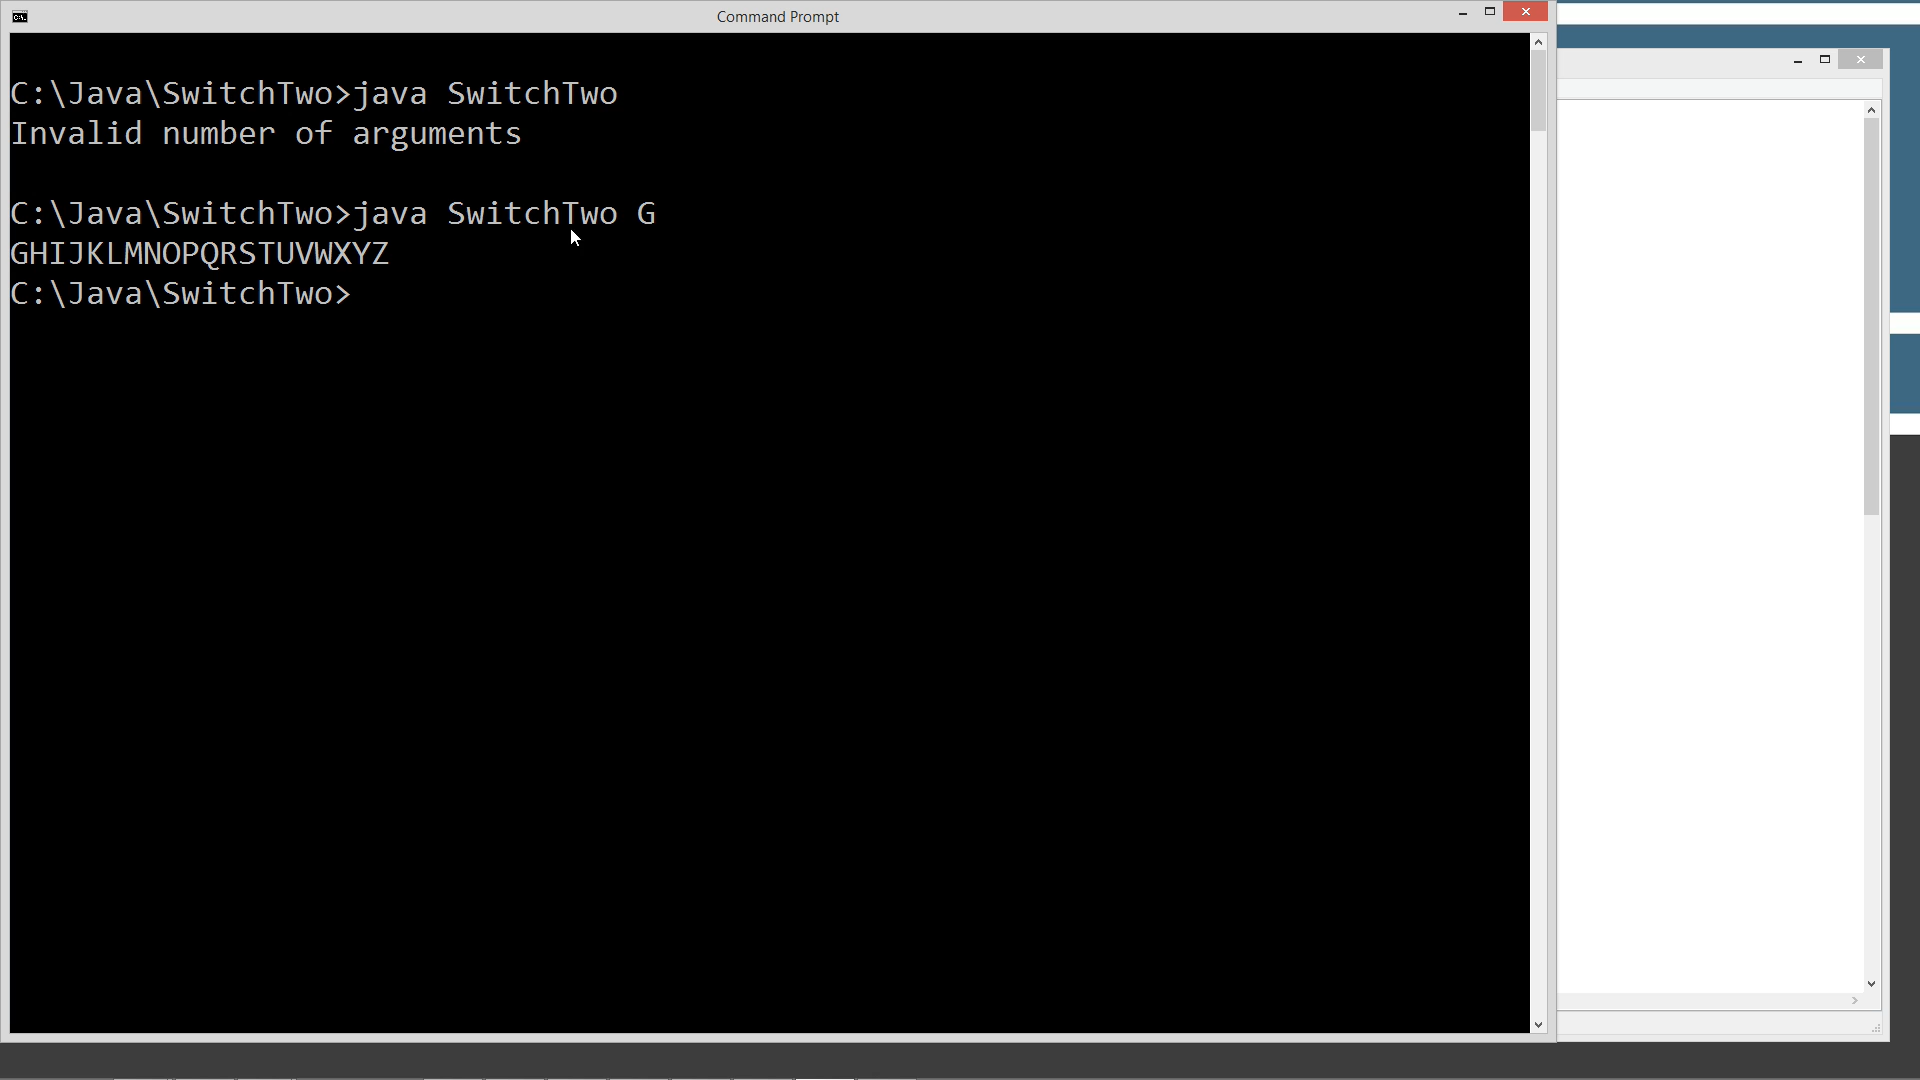 Command Prompt
C:\Java\SwitchTwo>java SwitchTwo
Invalid number of arguments
C:\Java\SwitchTwo>java SwitchTwo G
GHIJKLMNOPQRSTUVWXYZ
C:\Java\SwitchTwo>